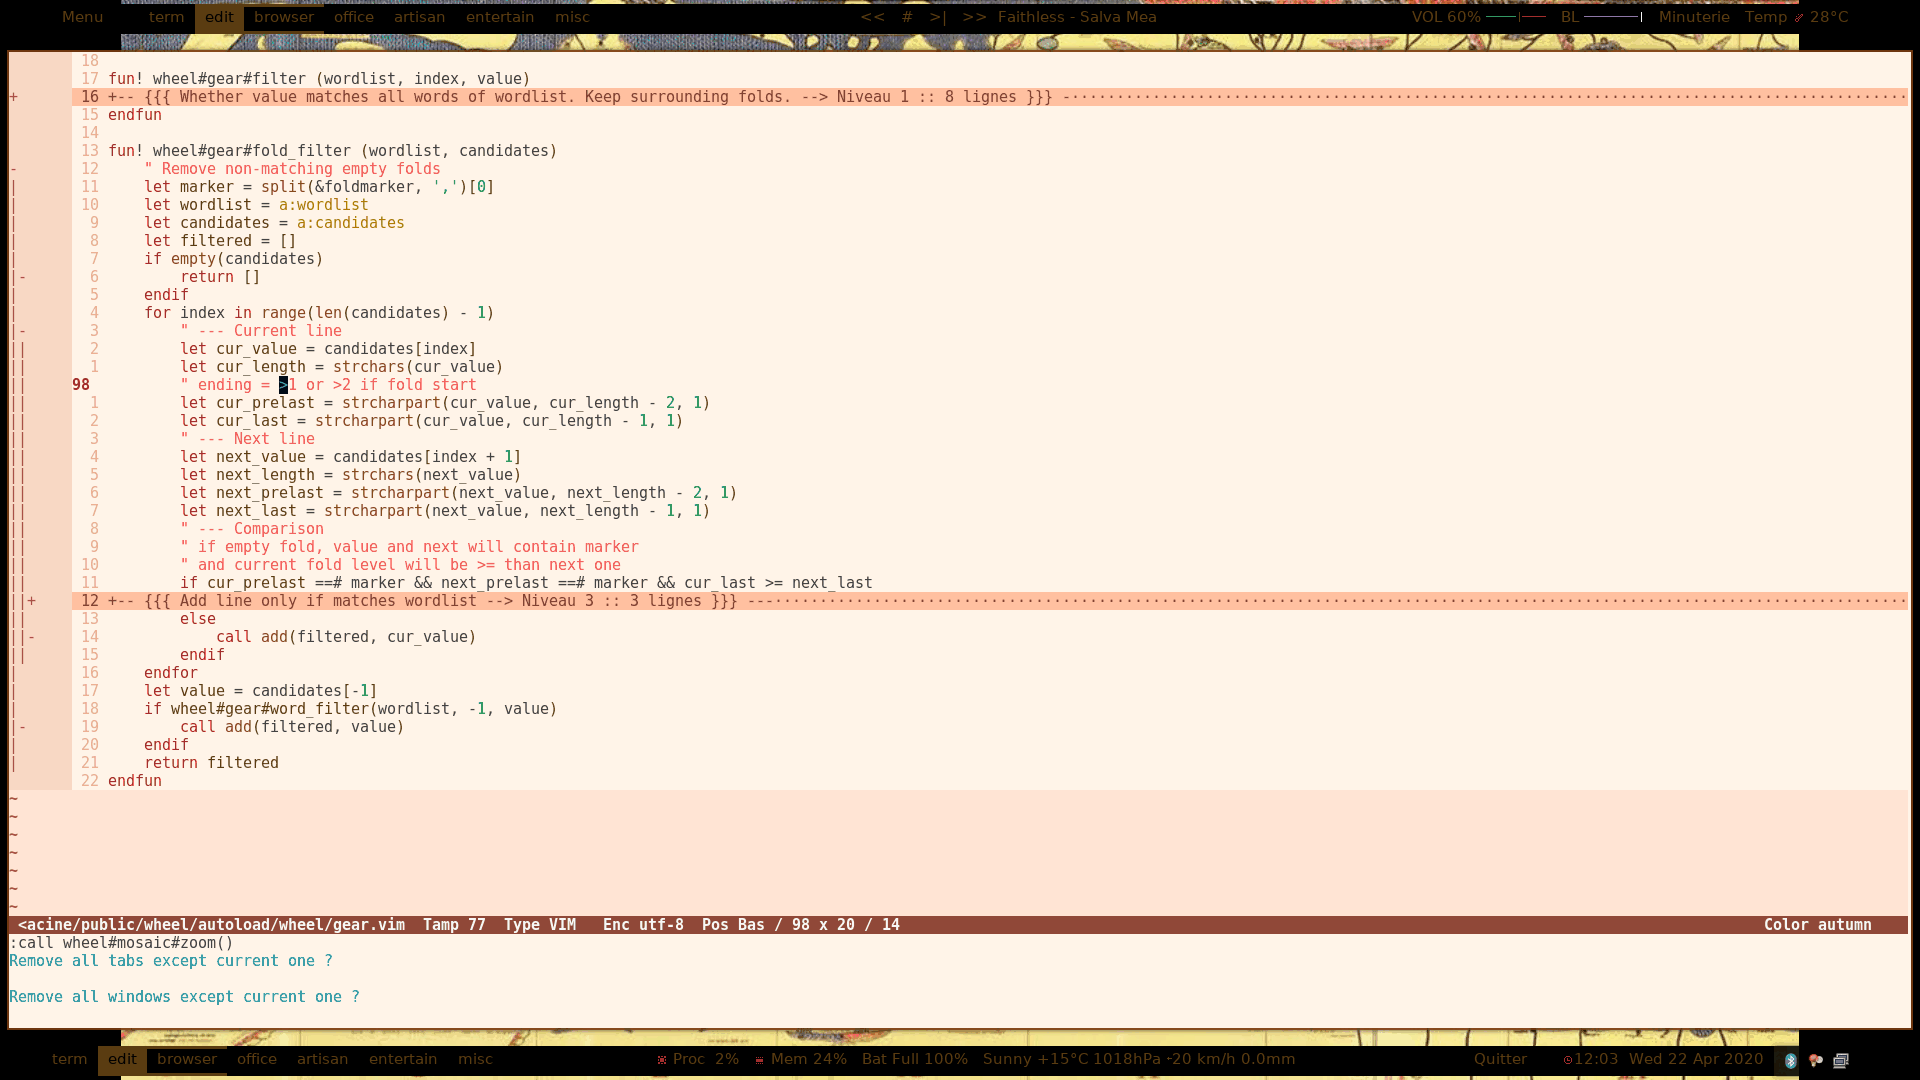 Menu term edit browser office artisan entertain misc << # >| >> Faithless - Salva Mea VOL 60% BL Minuterie Temp 28°C
18
17 fun! wheel#gear#filter (wordlist, index, value)
+ 16 +-- {{{ Whether value matches all words of wordlist. Keep surrounding folds. --> Niveau 1 :: 8 lignes }}} -
15 endfun
14
13 fun! wheel#gear#fold_filter (wordlist, candidates)
- 12 " Remove non-matching empty folds
| 11 let marker = split(&foldmarker, ',')[0]
| 10 let wordlist = a:wordlist
| 9 let candidates = a:candidates
| 8 let filtered = []
| 7 if empty(candidates)
|- 6 return []
| 5 endif
| 4 for index in range(len(candidates) - 1)
|- 3 " --- Current line
|| 2 let cur_value = candidates[index]
|| 1 let cur_length = strchars(cur_value)
|| 98 " ending = >1 or >2 if fold start
|| 1 let cur_prelast = strcharpart(cur_value, cur_length - 2, 1)
|| 2 let cur_last = strcharpart(cur_value, cur_length - 1, 1)
|| 3 " --- Next line
|| 4 let next_value = candidates[index + 1]
|| 5 let next_length = strchars(next_value)
|| 6 let next_prelast = strcharpart(next_value, next_length - 2, 1)
|| 7 let next_last = strcharpart(next_value, next_length - 1, 1)
|| 8 " --- Comparison
|| 9 " if empty fold, value and next will contain marker
|| 10 " and current fold level will be >= than next one
|| 11 if cur_prelast ==# marker && next_prelast ==# marker && cur_last >= next_last
||+ 12 +-- {{{ Add line only if matches wordlist --> Niveau 3 :: 3 lignes }}} ---
|| 13 else
||- 14 call add(filtered, cur_value)
|| 15 endif
| 16 endfor
| 17 let value = candidates[-1]
| 18 if wheel#gear#word_filter(wordlist, -1, value)
|- 19 call add(filtered, value)
| 20 endif
| 21 return filtered
22 endfun
~
~
~
~
~
~
~
<acine/public/wheel/autoload/wheel/gear.vim Tamp 77 Type VIM Enc utf-8 Pos Bas / 98 x 20 / 14 Color autumn
:call wheel#mosaic#zoom()
Remove all tabs except current one ?
Remove all windows except current one ?
term edit browser office artisan entertain misc Proc 2% Mem 24% Bat Full 100% Sunny +15°C 1018hPa ←20 km/h 0.0mm Quitter 12:03 Wed 22 Apr 2020